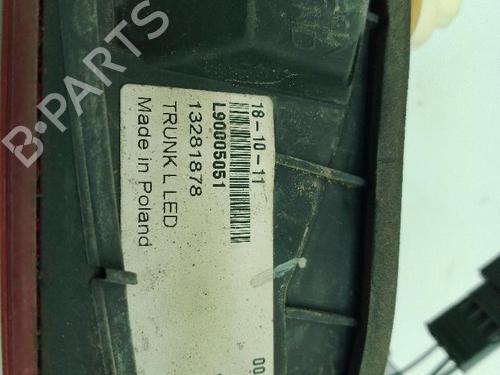 18-10-11
L90005051
13281878
TRUNK L LED
Made in Poland
00
B-PARTS